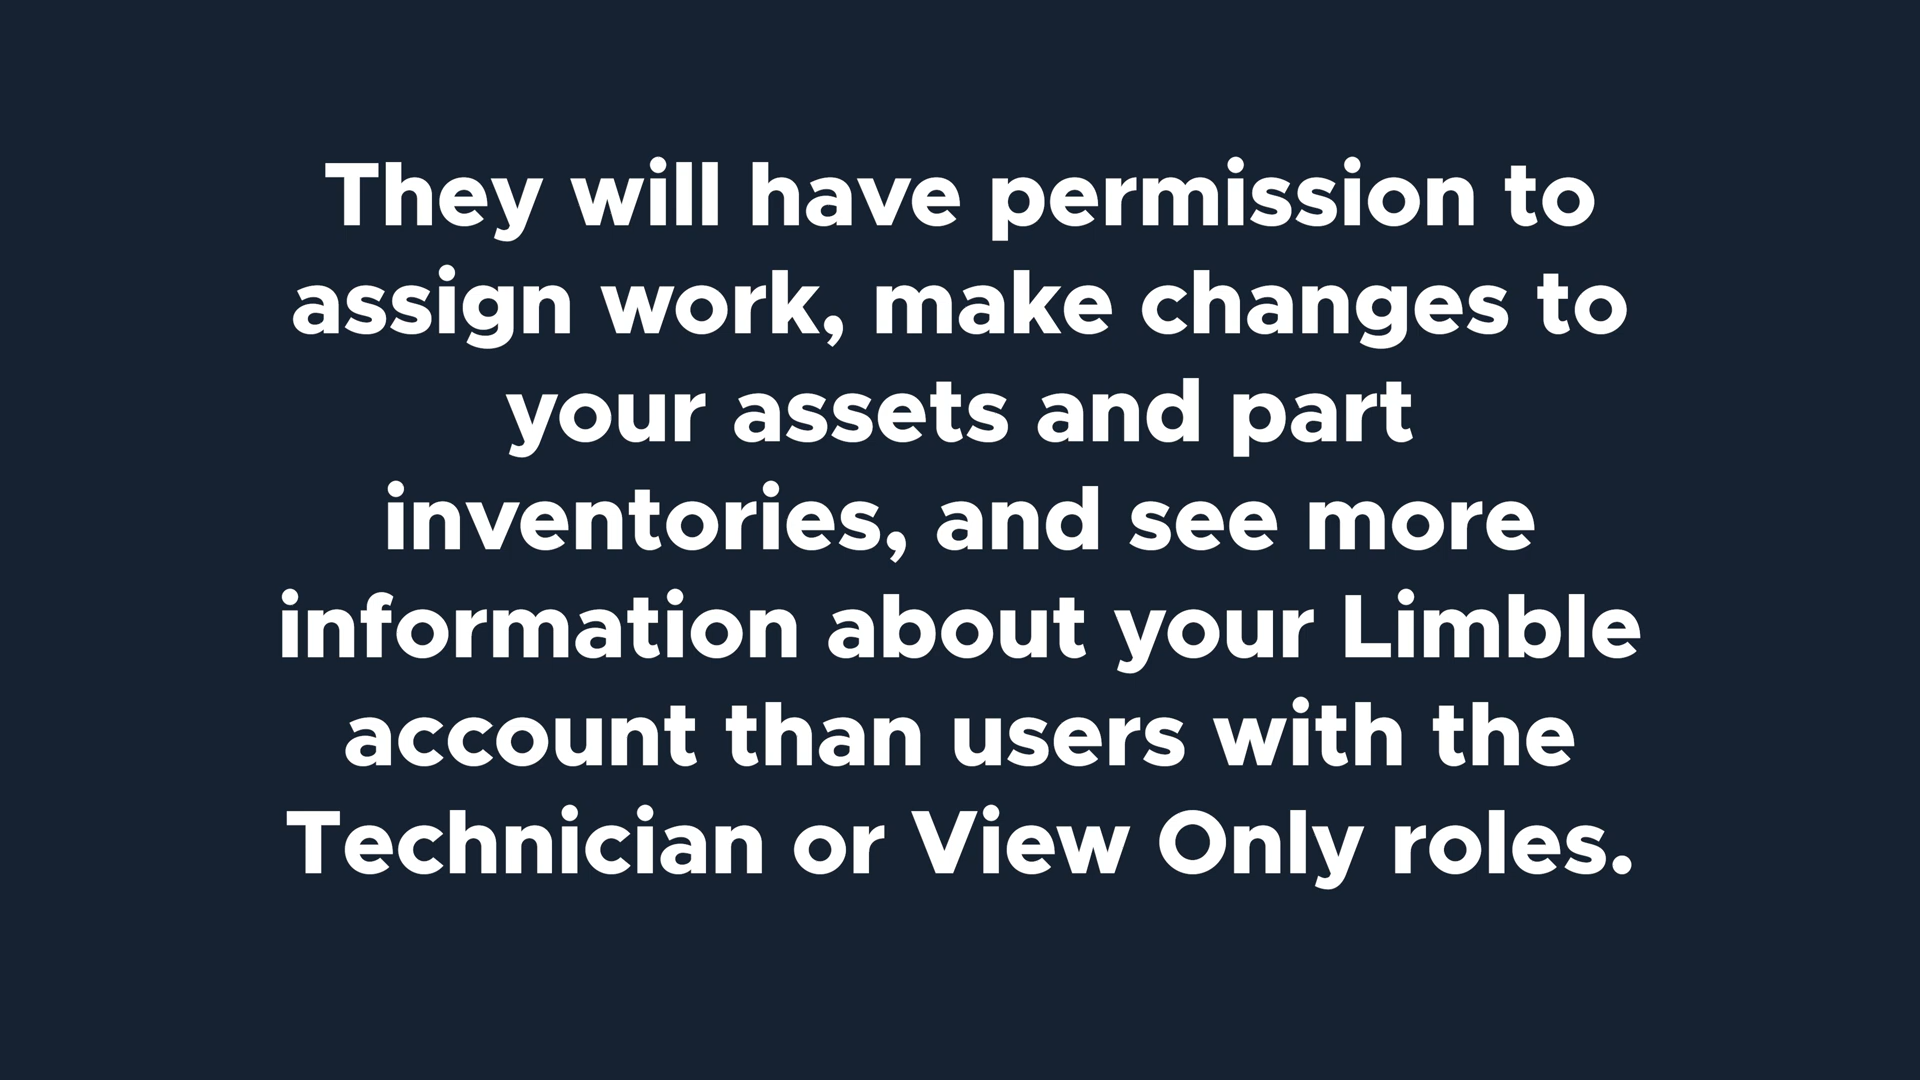 They will have permission to
assign work, make changes to
your assets and part
inventories, and see more
information about your Limble
account than users with the
Technician or View Only roles.